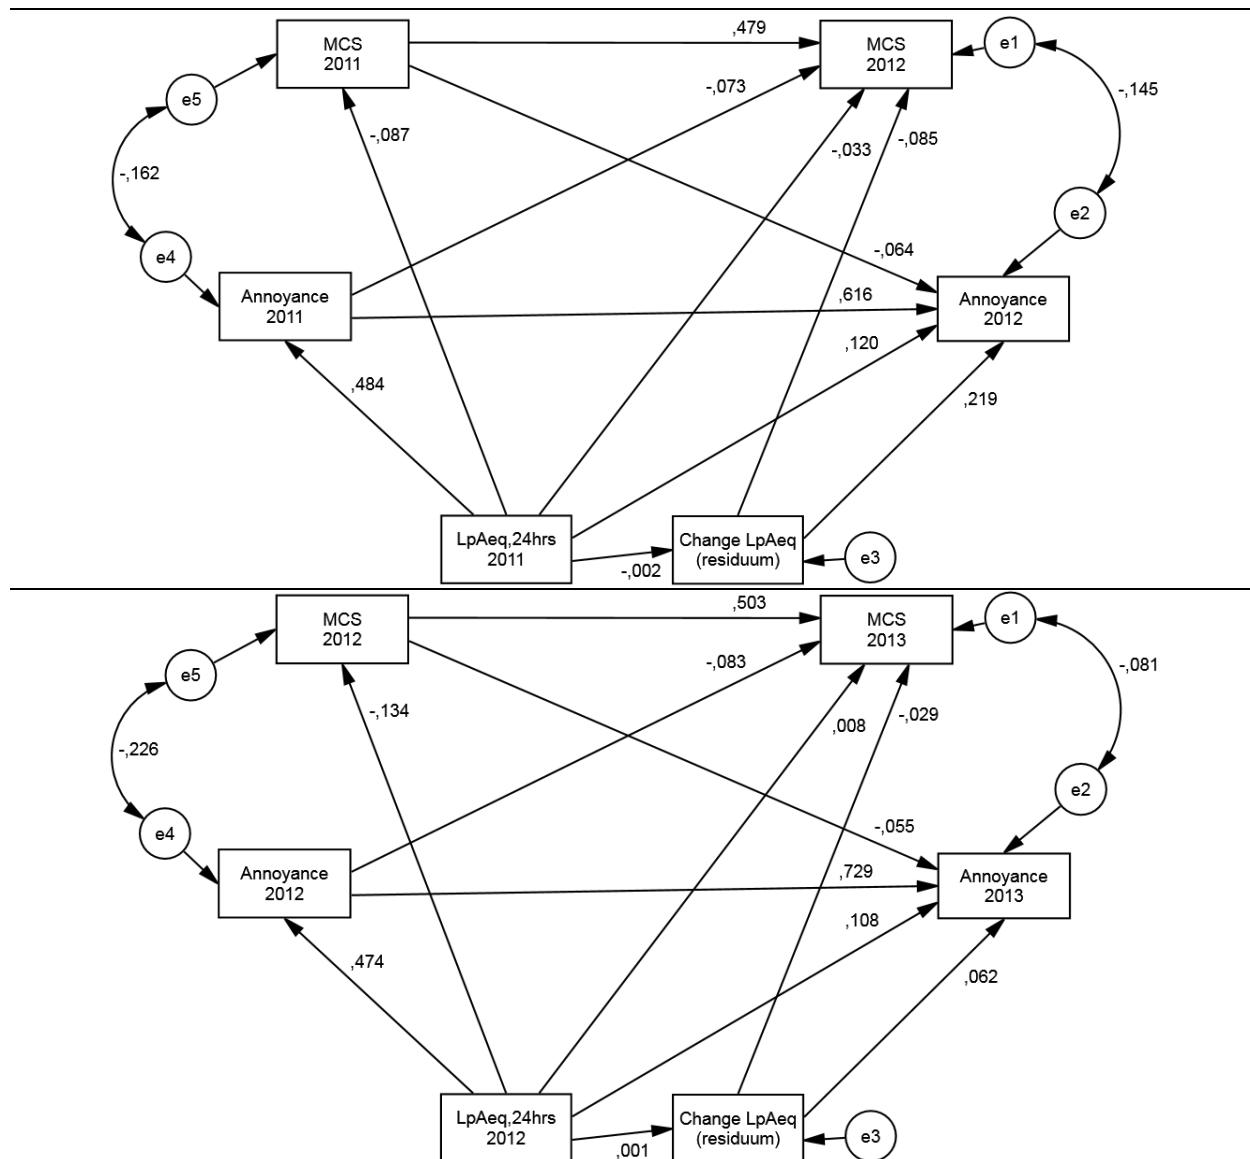 MCS
2011
,479
MCS
2012
e1
-,073
-,145
e5
-,087
-,033
-,085
-,162
e2
e4
-,064
Annoyance
2011
,616
Annoyance
2012
,120
,484
,219
LpAeq,24hrs
2011
-,002
Change LpAeq
(residuum)
e3
MCS
2012
,503
MCS
2013
e1
-,083
-,081
e5
-,134
,008
-,029
-,226
e2
e4
-,055
Annoyance
2012
,729
Annoyance
2013
,108
,474
,062
LpAeq,24hrs
2012
,001
Change LpAeq
(residuum)
e3